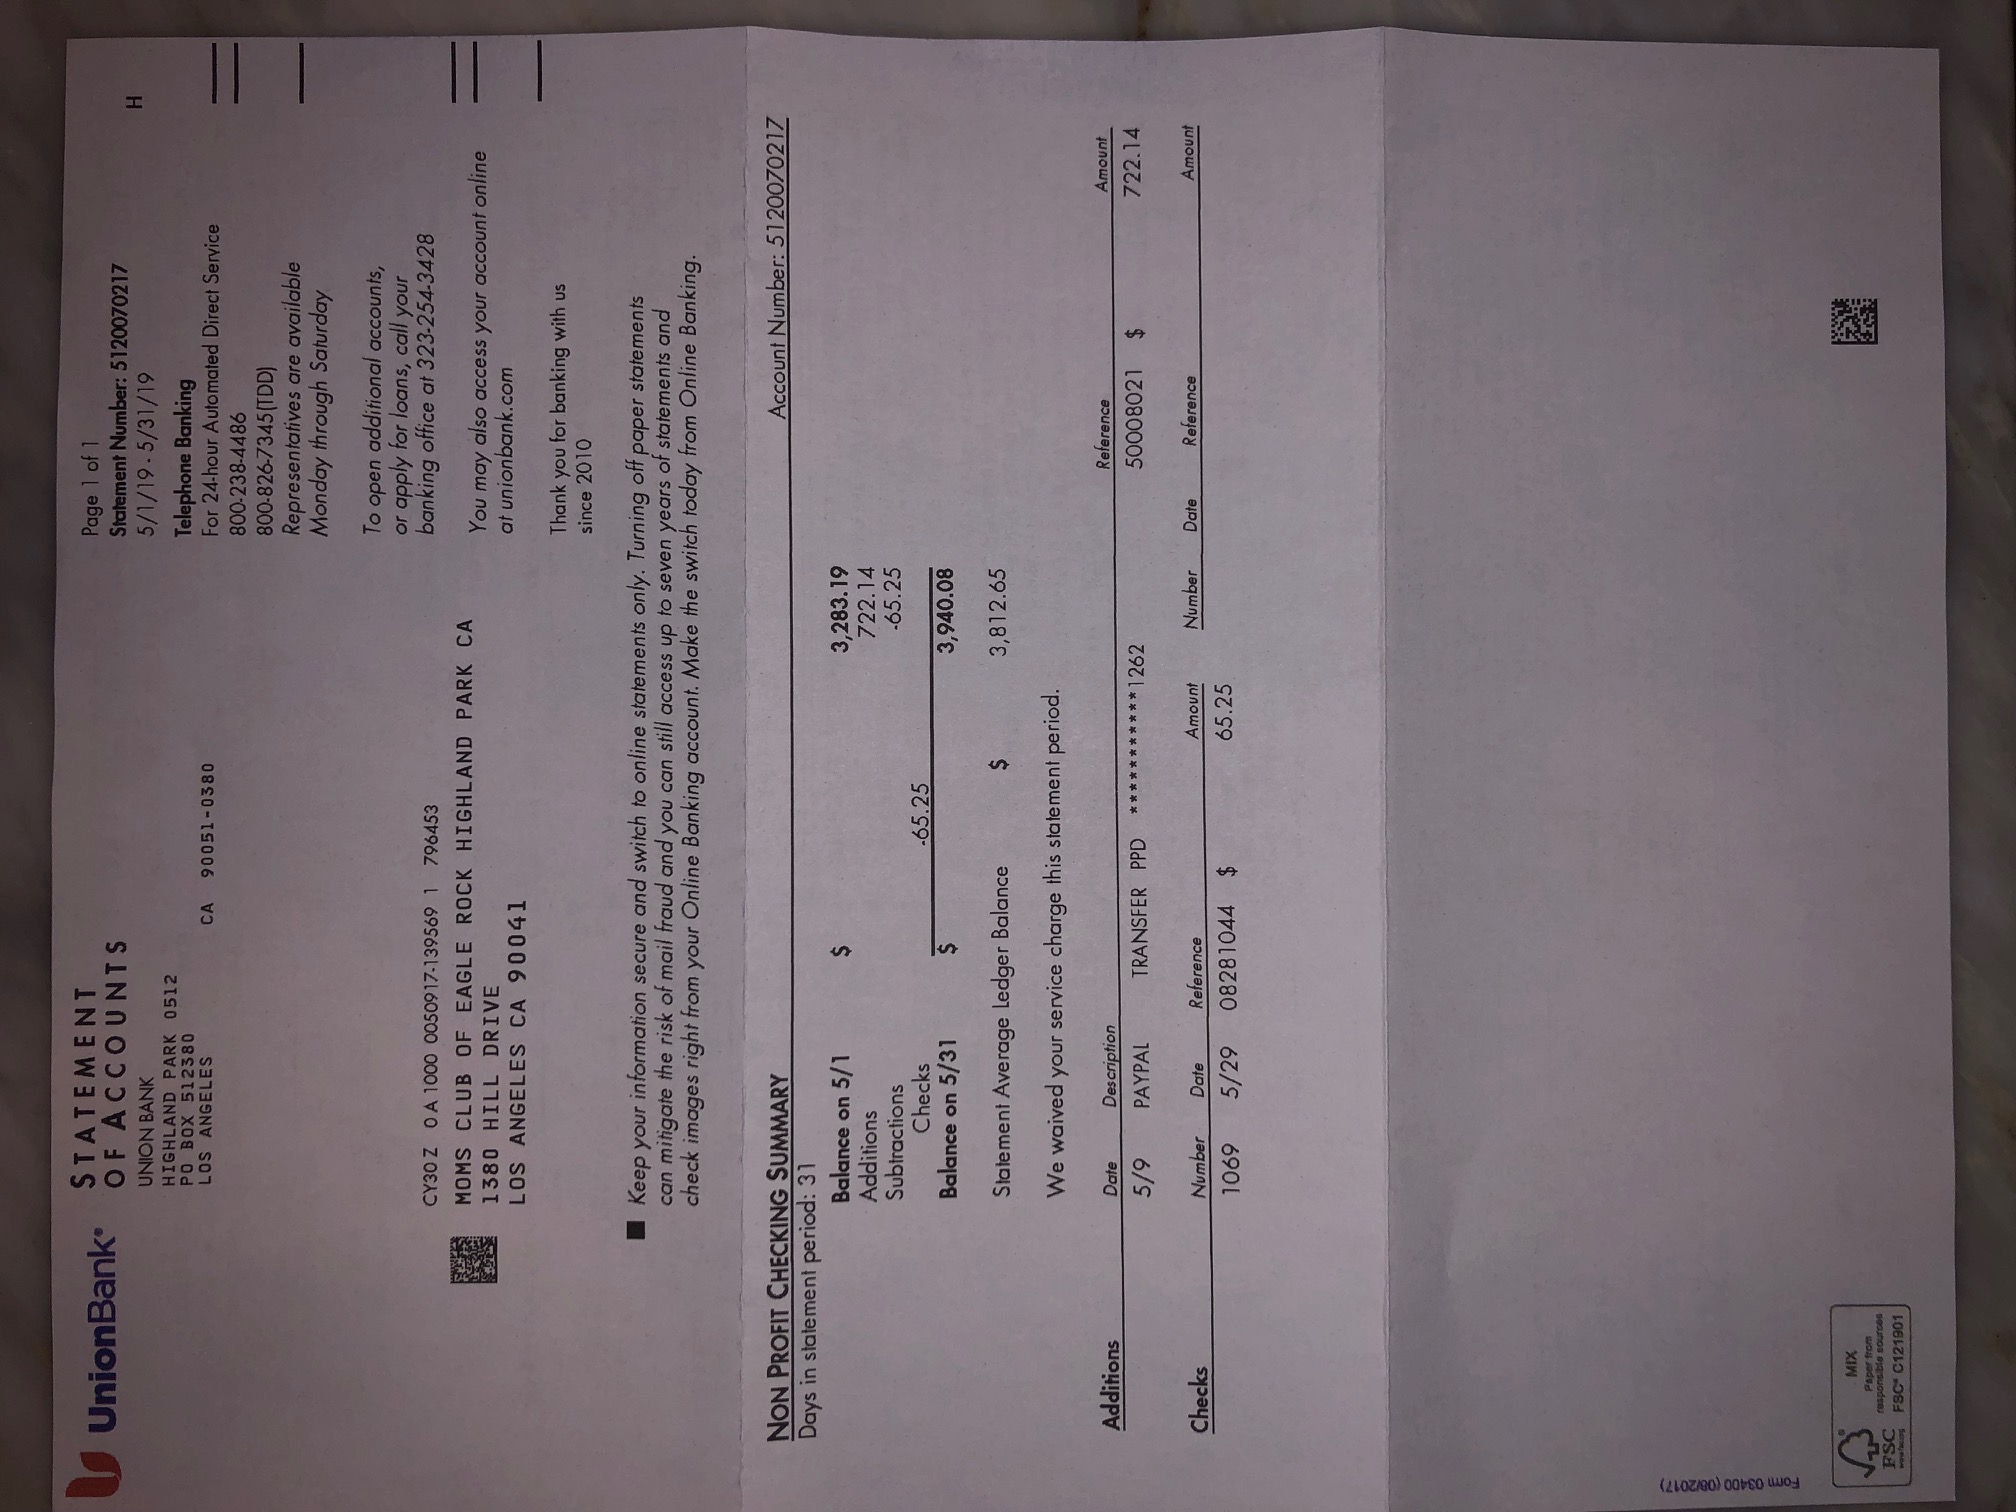 UnionBank®
STATEMENT
OF ACCOUNTS
UNION BANK
HIGHLAND PARK 0512
PO BOX 512380
LOS ANGELES CA 90051-0380
Page 1 of 1
Statement Number: 5120070217
5/1/19 - 5/31/19
H
Telephone Banking
For 24-hour Automated Direct Service
800-238-4486
800-826-7345(TDD)
Representatives are available
Monday through Saturday
To open additional accounts,
or apply for loans, call your
banking office at 323-254-3428
You may also access your account online
at unionbank.com
Thank you for banking with us
since 2010
CY30 Z 0 A 1000 0050917-139569 1 796453
MOMS CLUB OF EAGLE ROCK HIGHLAND PARK CA
1380 HILL DRIVE
LOS ANGELES CA 90041
■ Keep your information secure and switch to online statements only. Turning off paper statements
can mitigate the risk of mail fraud and you can still access up to seven years of statements and
check images right from your Online Banking account. Make the switch today from Online Banking.
NON PROFIT CHECKING SUMMARY Account Number: 5120070217
Days in statement period: 31
Balance on 5/1 $ 3,283.19
Additions 722.14
Subtractions -65.25
Checks -65.25
Balance on 5/31 $ 3,940.08
Statement Average Ledger Balance $ 3,812.65
We waived your service charge this statement period.
Additions Date Description Reference Amount
5/9 PAYPAL TRANSFER PPD ***********1262 50008021 $ 722.14
Checks Number Date Reference Amount Number Date Reference Amount
1069 5/29 08281044 $ 65.25
Form 03400 (08/2017)
MIX
Paper from
responsible sources
FSC® C121901
FSC
www.fsc.org